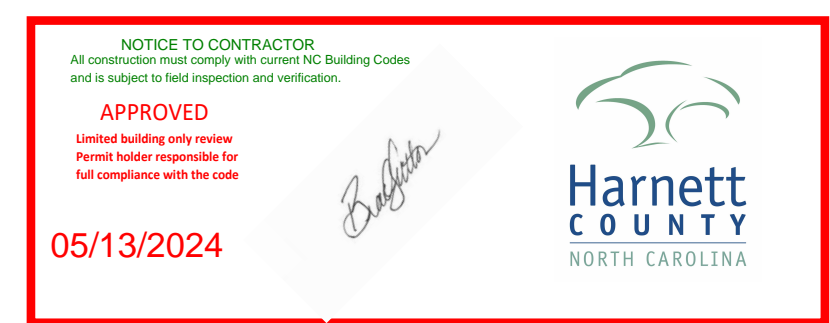 NOTICE TO CONTRACTOR
All construction must comply with current NC Building Codes
and is subject to field inspection and verification.
APPROVED
Limited building only review
Permit holder responsible for
full compliance with the code
05/13/2024
Harnett
COUNTY
NORTH CAROLINA